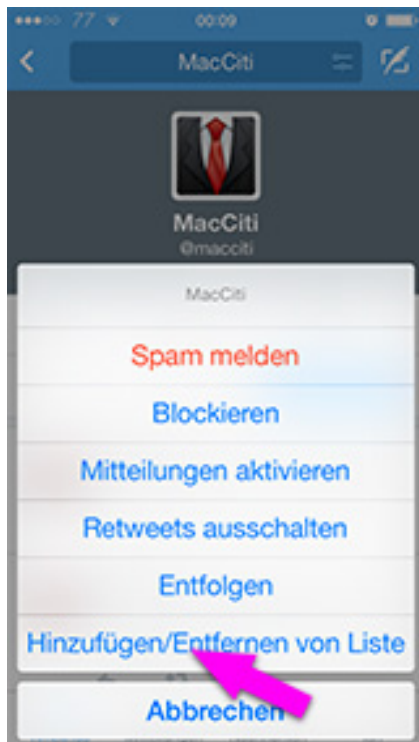 77 00:09
MacCiti
MacCiti
@macciti
MacCiti
Spam melden
Blockieren
Mitteilungen aktivieren
Retweets ausschalten
Entfolgen
Hinzufügen/Entfernen von Liste
Abbrechen